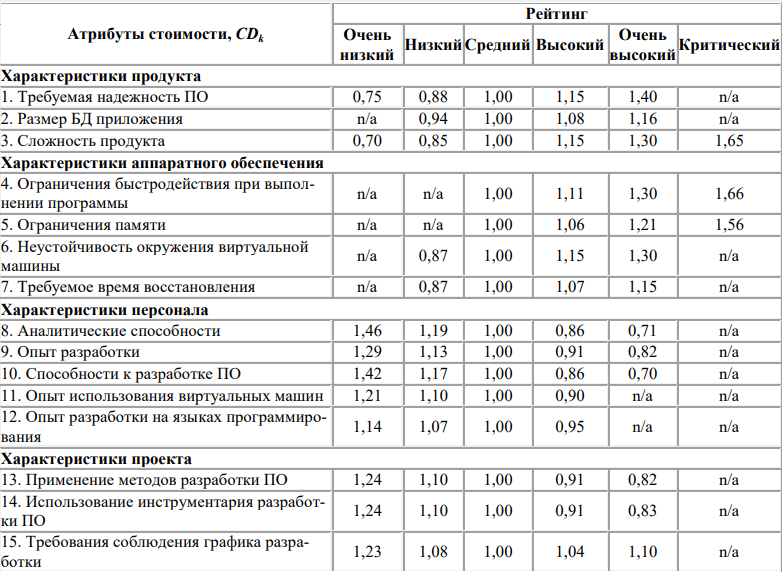 Атрибуты стоимости, CDk
Рейтинг
Очень низкий Низкий Средний Высокий Очень высокий Критический
Характеристики продукта
1. Требуемая надежность ПО 0,75 0,88 1,00 1,15 1,40 n/a
2. Размер БД приложения n/a 0,94 1,00 1,08 1,16 n/a
3. Сложность продукта 0,70 0,85 1,00 1,15 1,30 1,65
Характеристики аппаратного обеспечения
4. Ограничения быстродействия при выпол-
нении программы n/a n/a 1,00 1,11 1,30 1,66
5. Ограничения памяти n/a n/a 1,00 1,06 1,21 1,56
6. Неустойчивость окружения виртуальной
машины n/a 0,87 1,00 1,15 1,30 n/a
7. Требуемое время восстановления n/a 0,87 1,00 1,07 1,15 n/a
Характеристики персонала
8. Аналитические способности 1,46 1,19 1,00 0,86 0,71 n/a
9. Опыт разработки 1,29 1,13 1,00 0,91 0,82 n/a
10. Способности к разработке ПО 1,42 1,17 1,00 0,86 0,70 n/a
11. Опыт использования виртуальных машин 1,21 1,10 1,00 0,90 n/a n/a
12. Опыт разработки на языках программиро-
вания 1,14 1,07 1,00 0,95 n/a n/a
Характеристики проекта
13. Применение методов разработки ПО 1,24 1,10 1,00 0,91 0,82 n/a
14. Использование инструментария разработ-
ки ПО 1,24 1,10 1,00 0,91 0,83 n/a
15. Требования соблюдения графика разра-
ботки 1,23 1,08 1,00 1,04 1,10 n/a